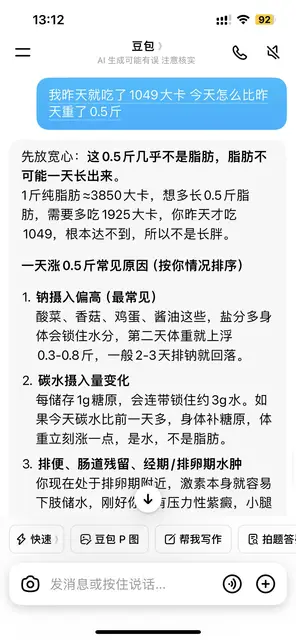 13:12
92
豆包
AI 生成可能有误 注意核实
我昨天就吃了 1049大卡 今天怎么比昨
天重了 0.5斤
先放宽心：这 0.5 斤几乎不是脂肪，脂肪不
可能一天长出来。
1斤纯脂肪≈3850大卡，想多长 0.5 斤脂
肪，需要多吃 1925 大卡，你昨天才吃
1049，根本达不到，所以不是长胖。
一天涨 0.5 斤常见原因（按你情况排序）
1. 钠摄入偏高（最常见）
酸菜、香菇、鸡蛋、酱油这些，盐分多身
体会锁住水分，第二天体重就上浮
0.3-0.8 斤，一般 2-3 天排钠就回落。
2. 碳水摄入量变化
每储存 1g 糖原，会连带锁住约 3g 水。如
果今天碳水比前一天多，身体补糖原，体
重立刻涨一点，是水，不是脂肪。
3. 排便、肠道残留、经期/排卵期水肿
你现在处于排卵期附近，激素本身就容易
下肢储水，刚好你 有压力性紫癜，小腿
快速
豆包 P 图
帮我写作
拍题答
发消息或按住说话...